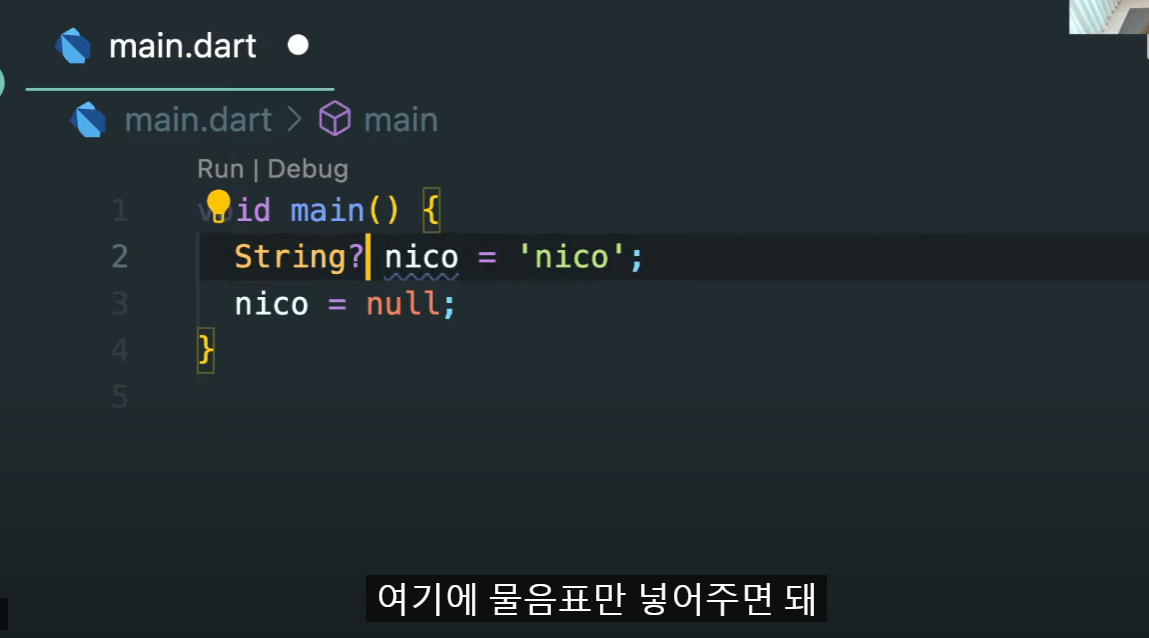 main.dart
main.dart > main
Run | Debug
1 void main() {
2 String? nico = 'nico';
3 nico = null;
4 }
5
여기에 물음표만 넣어주면 돼